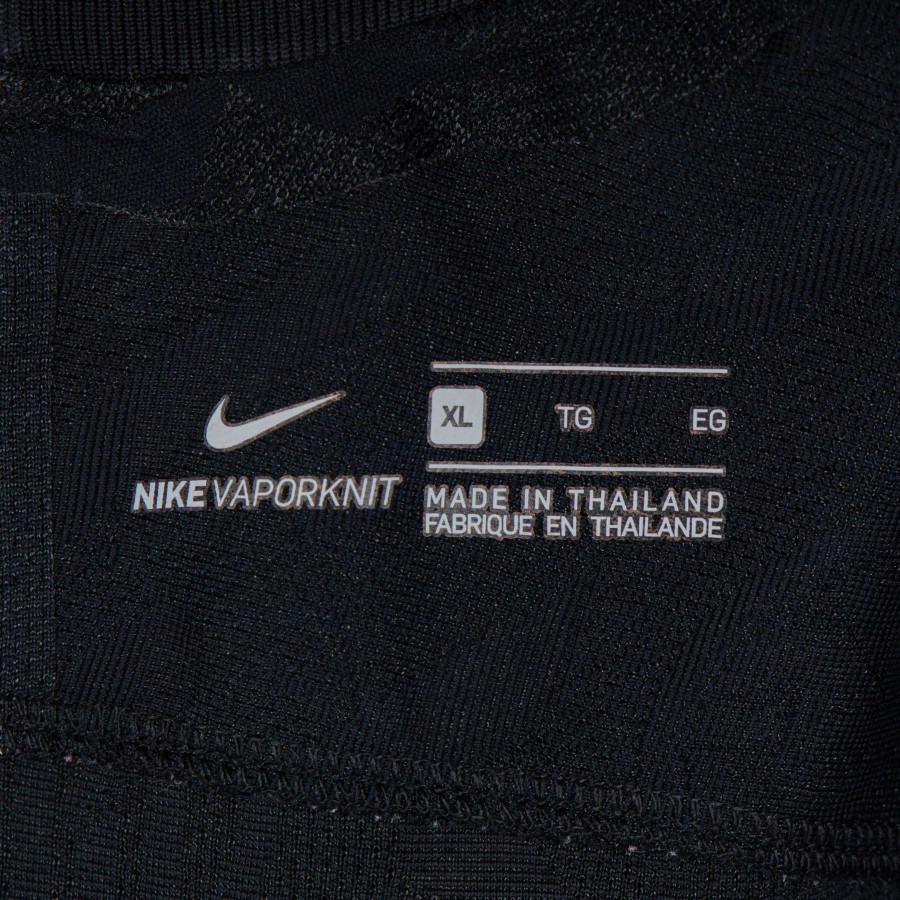 NIKE VAPORKNIT
XL TG EG
MADE IN THAILAND
FABRIQUE EN THAILANDE